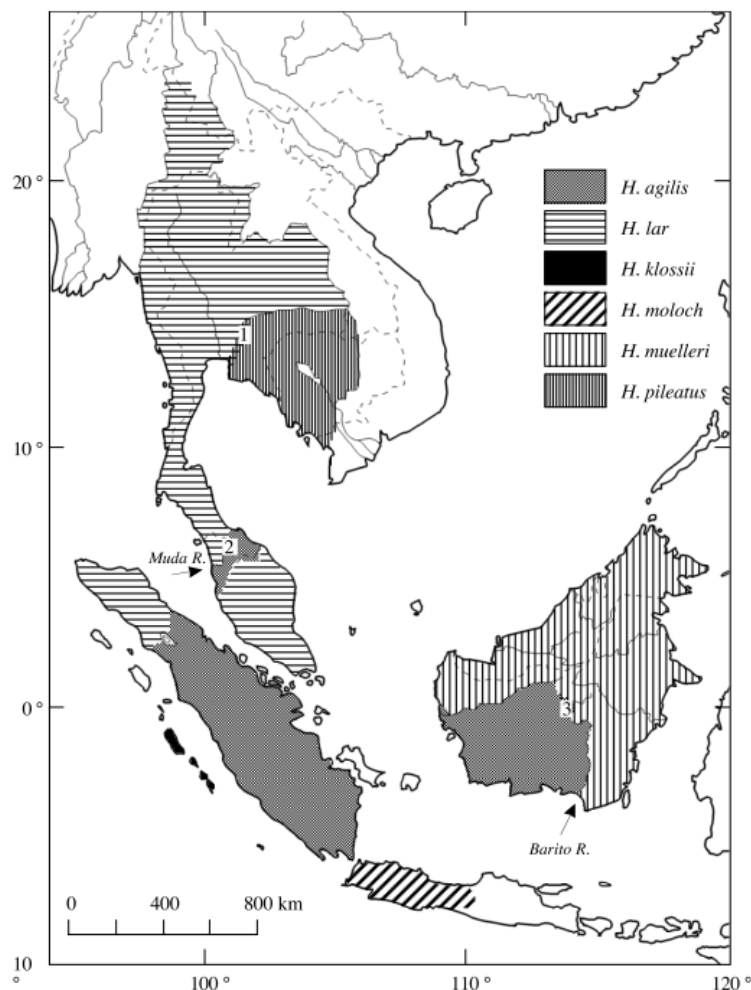 20 °
H. agilis
H. lar
H. klossii
H. moloch
H. muelleri
H. pileatus
1
10 °
2
Muda R.
0 °
3
Barito R.
0 400 800 km
10
°
100 ° 110 ° 120 °